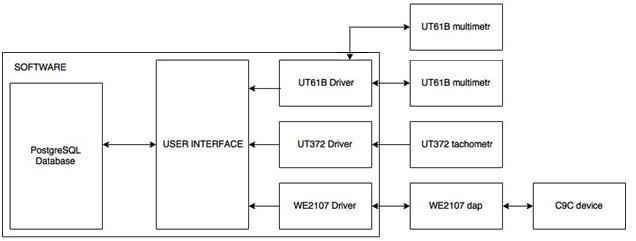 UT61B multimetr
SOFTWARE
UT61B Driver
UT61B multimetr
PostgreSQL
Database
USER INTERFACE
UT372 Driver
UT372 tachometr
WE2107 Driver
WE2107 dap
C9C device